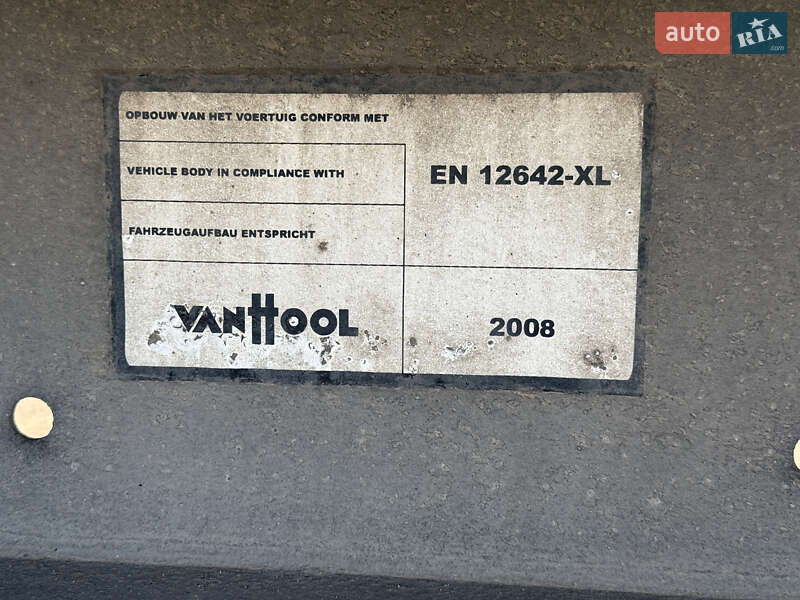 auto RIA.com
OPBOUW VAN HET VOERTUIG CONFORM MET
VEHICLE BODY IN COMPLIANCE WITH
EN 12642-XL
FAHRZEUGAUFBAU ENTSPRICHT
VANHOOL
2008